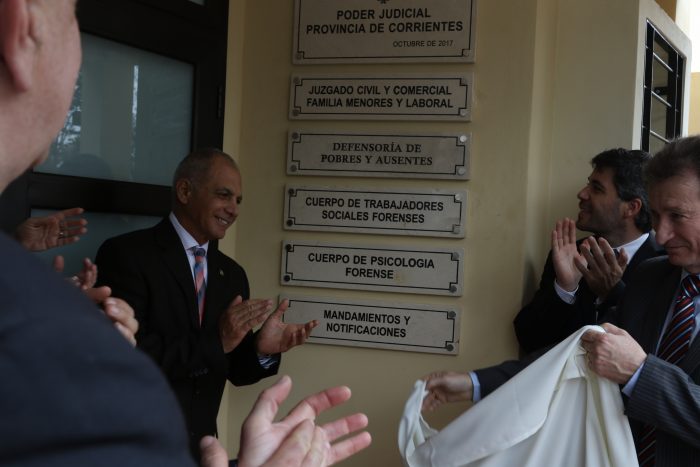 PODER JUDICIAL
PROVINCIA DE CORRIENTES
OCTUBRE DE 2017
JUZGADO CIVIL Y COMERCIAL
FAMILIA MENORES Y LABORAL
DEFENSORÍA DE
POBRES Y AUSENTES
CUERPO DE TRABAJADORES
SOCIALES FORENSES
CUERPO DE PSICOLOGIA
FORENSE
MANDAMIENTOS Y
NOTIFICACIONES